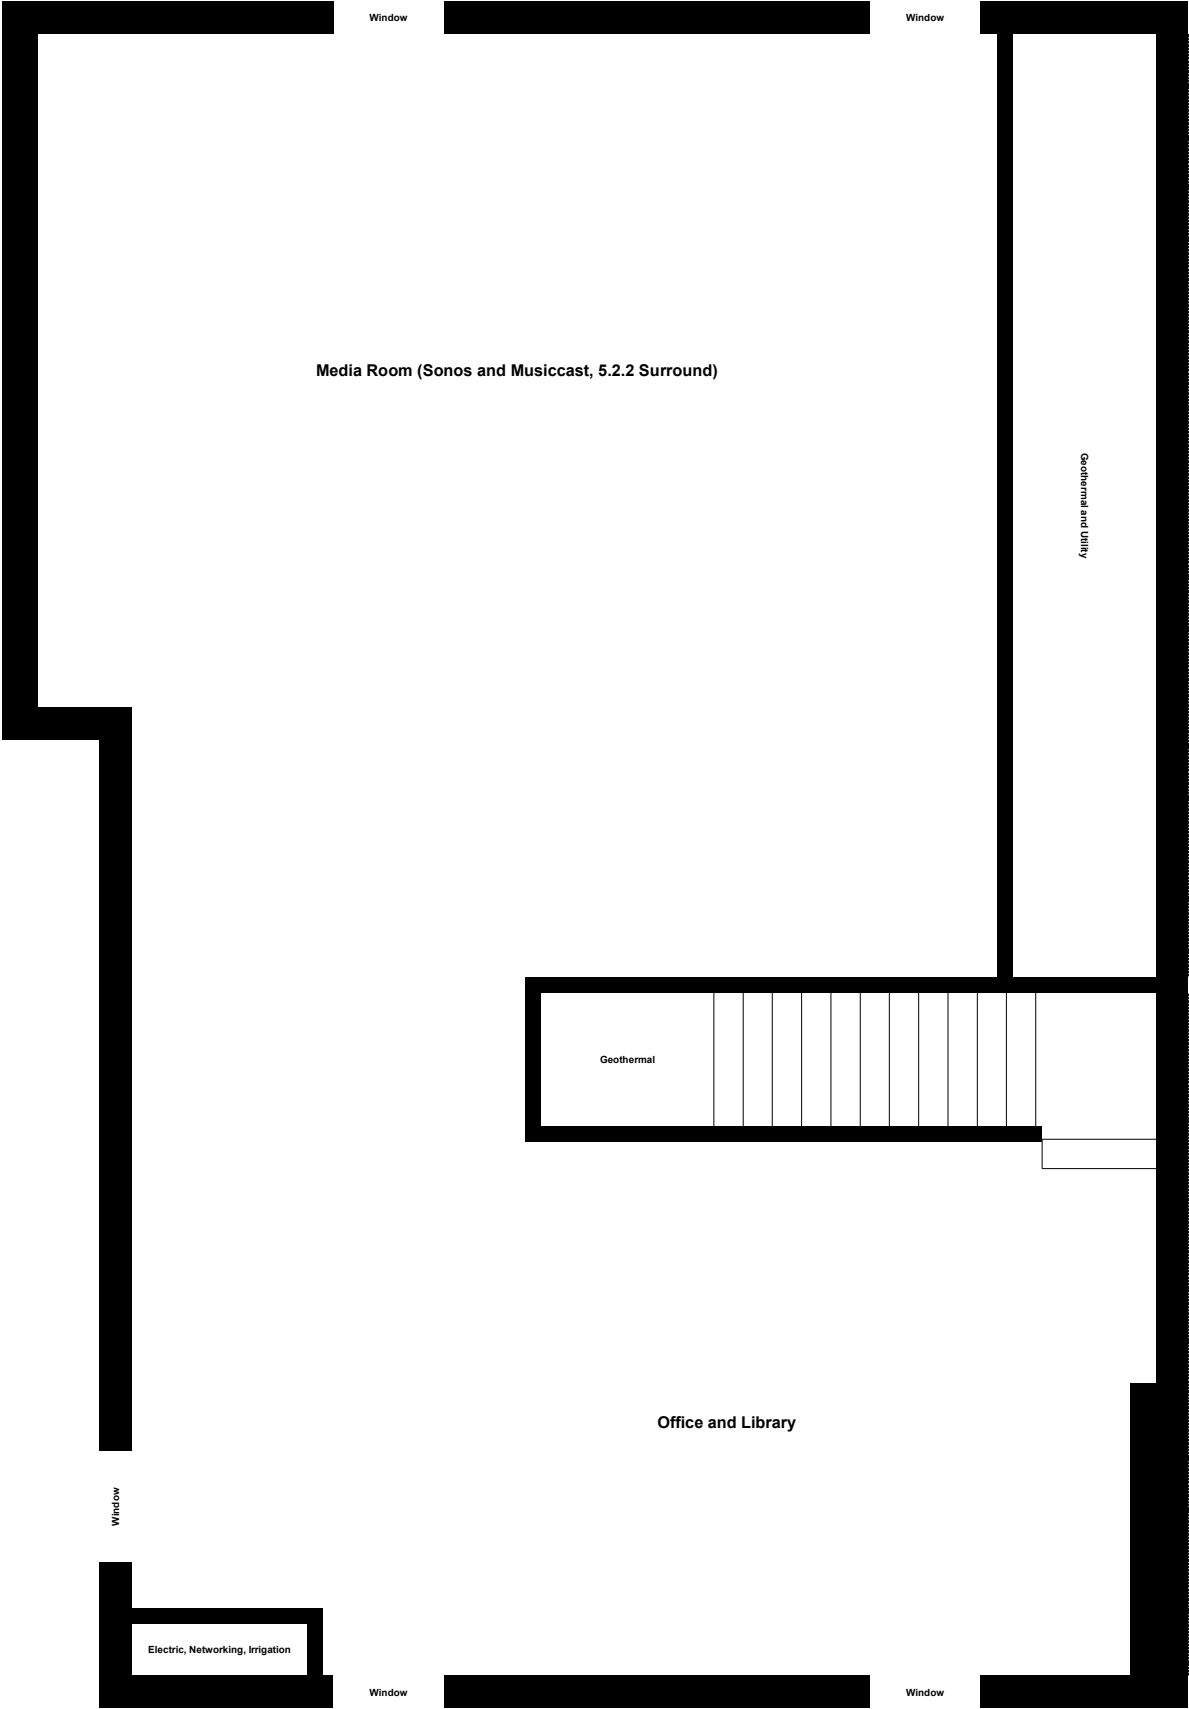 Window
Window
Media Room (Sonos and Musiccast, 5.2.2 Surround)
Geothermal and Utility
Geothermal
Office and Library
Window
Electric, Networking, Irrigation
Window
Window